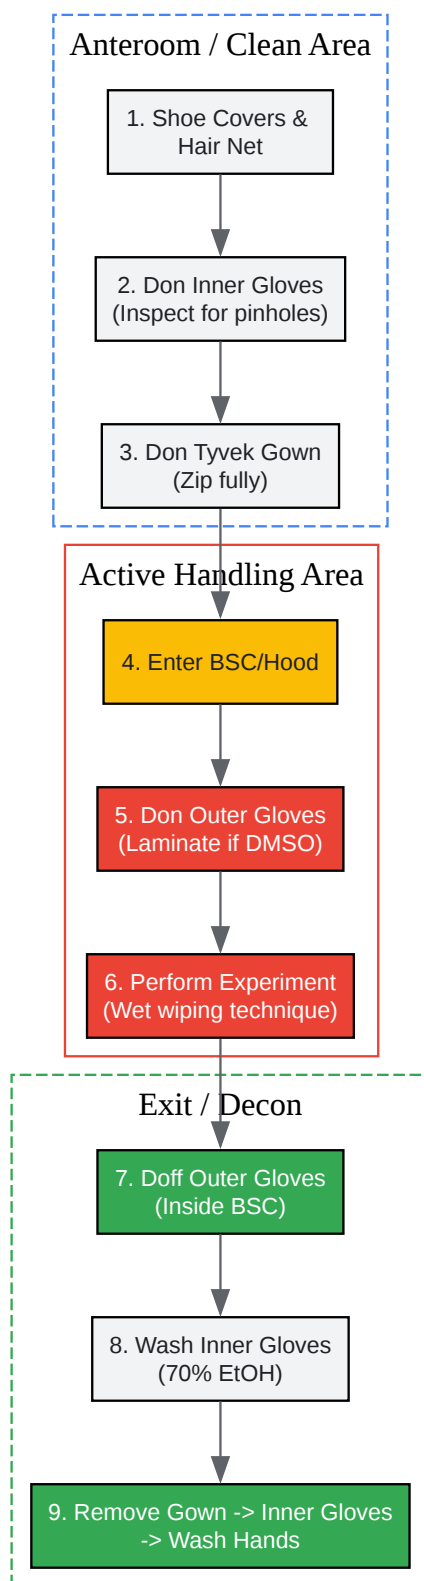 Anteroom / Clean Area
1. Shoe Covers &
Hair Net
2. Don Inner Gloves
(Inspect for pinholes)
3. Don Tyvek Gown
(Zip fully)
Active Handling Area
4. Enter BSC/Hood
5. Don Outer Gloves
(Laminate if DMSO)
6. Perform Experiment
(Wet wiping technique)
Exit / Decon
7. Doff Outer Gloves
(Inside BSC)
8. Wash Inner Gloves
(70% EtOH)
9. Remove Gown -> Inner Gloves
-> Wash Hands